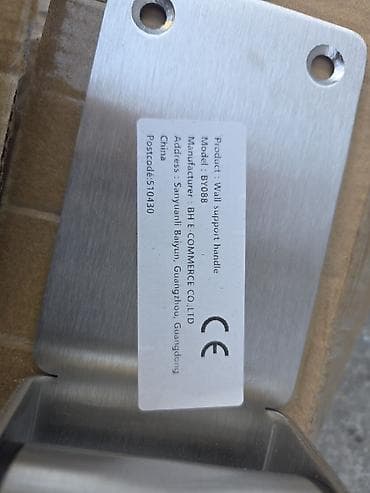 Product : Wall support handle
Model : BY088
Manufacturer : BH E-COMMERCE CO.,LTD
Address : Sanyuanli Baiyun, Guangzhou, Guangdong
China
Postcode:510430
CE